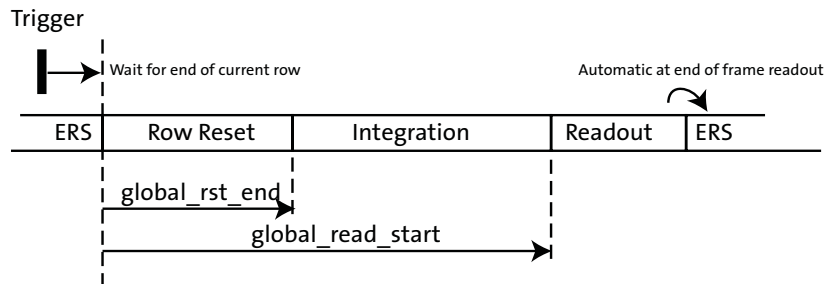 Trigger
Wait for end of current row
Automatic at end of frame readout
ERS Row Reset Integration Readout ERS
global_rst_end
global_read_start